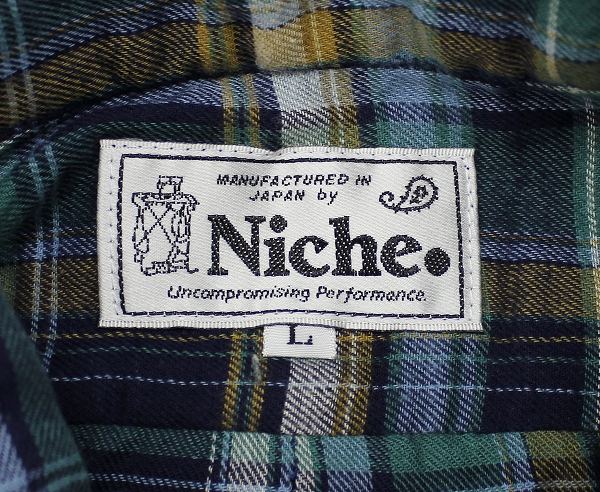 MANUFACTURED IN
JAPAN by
Niche.
Uncompromising Performance.
L